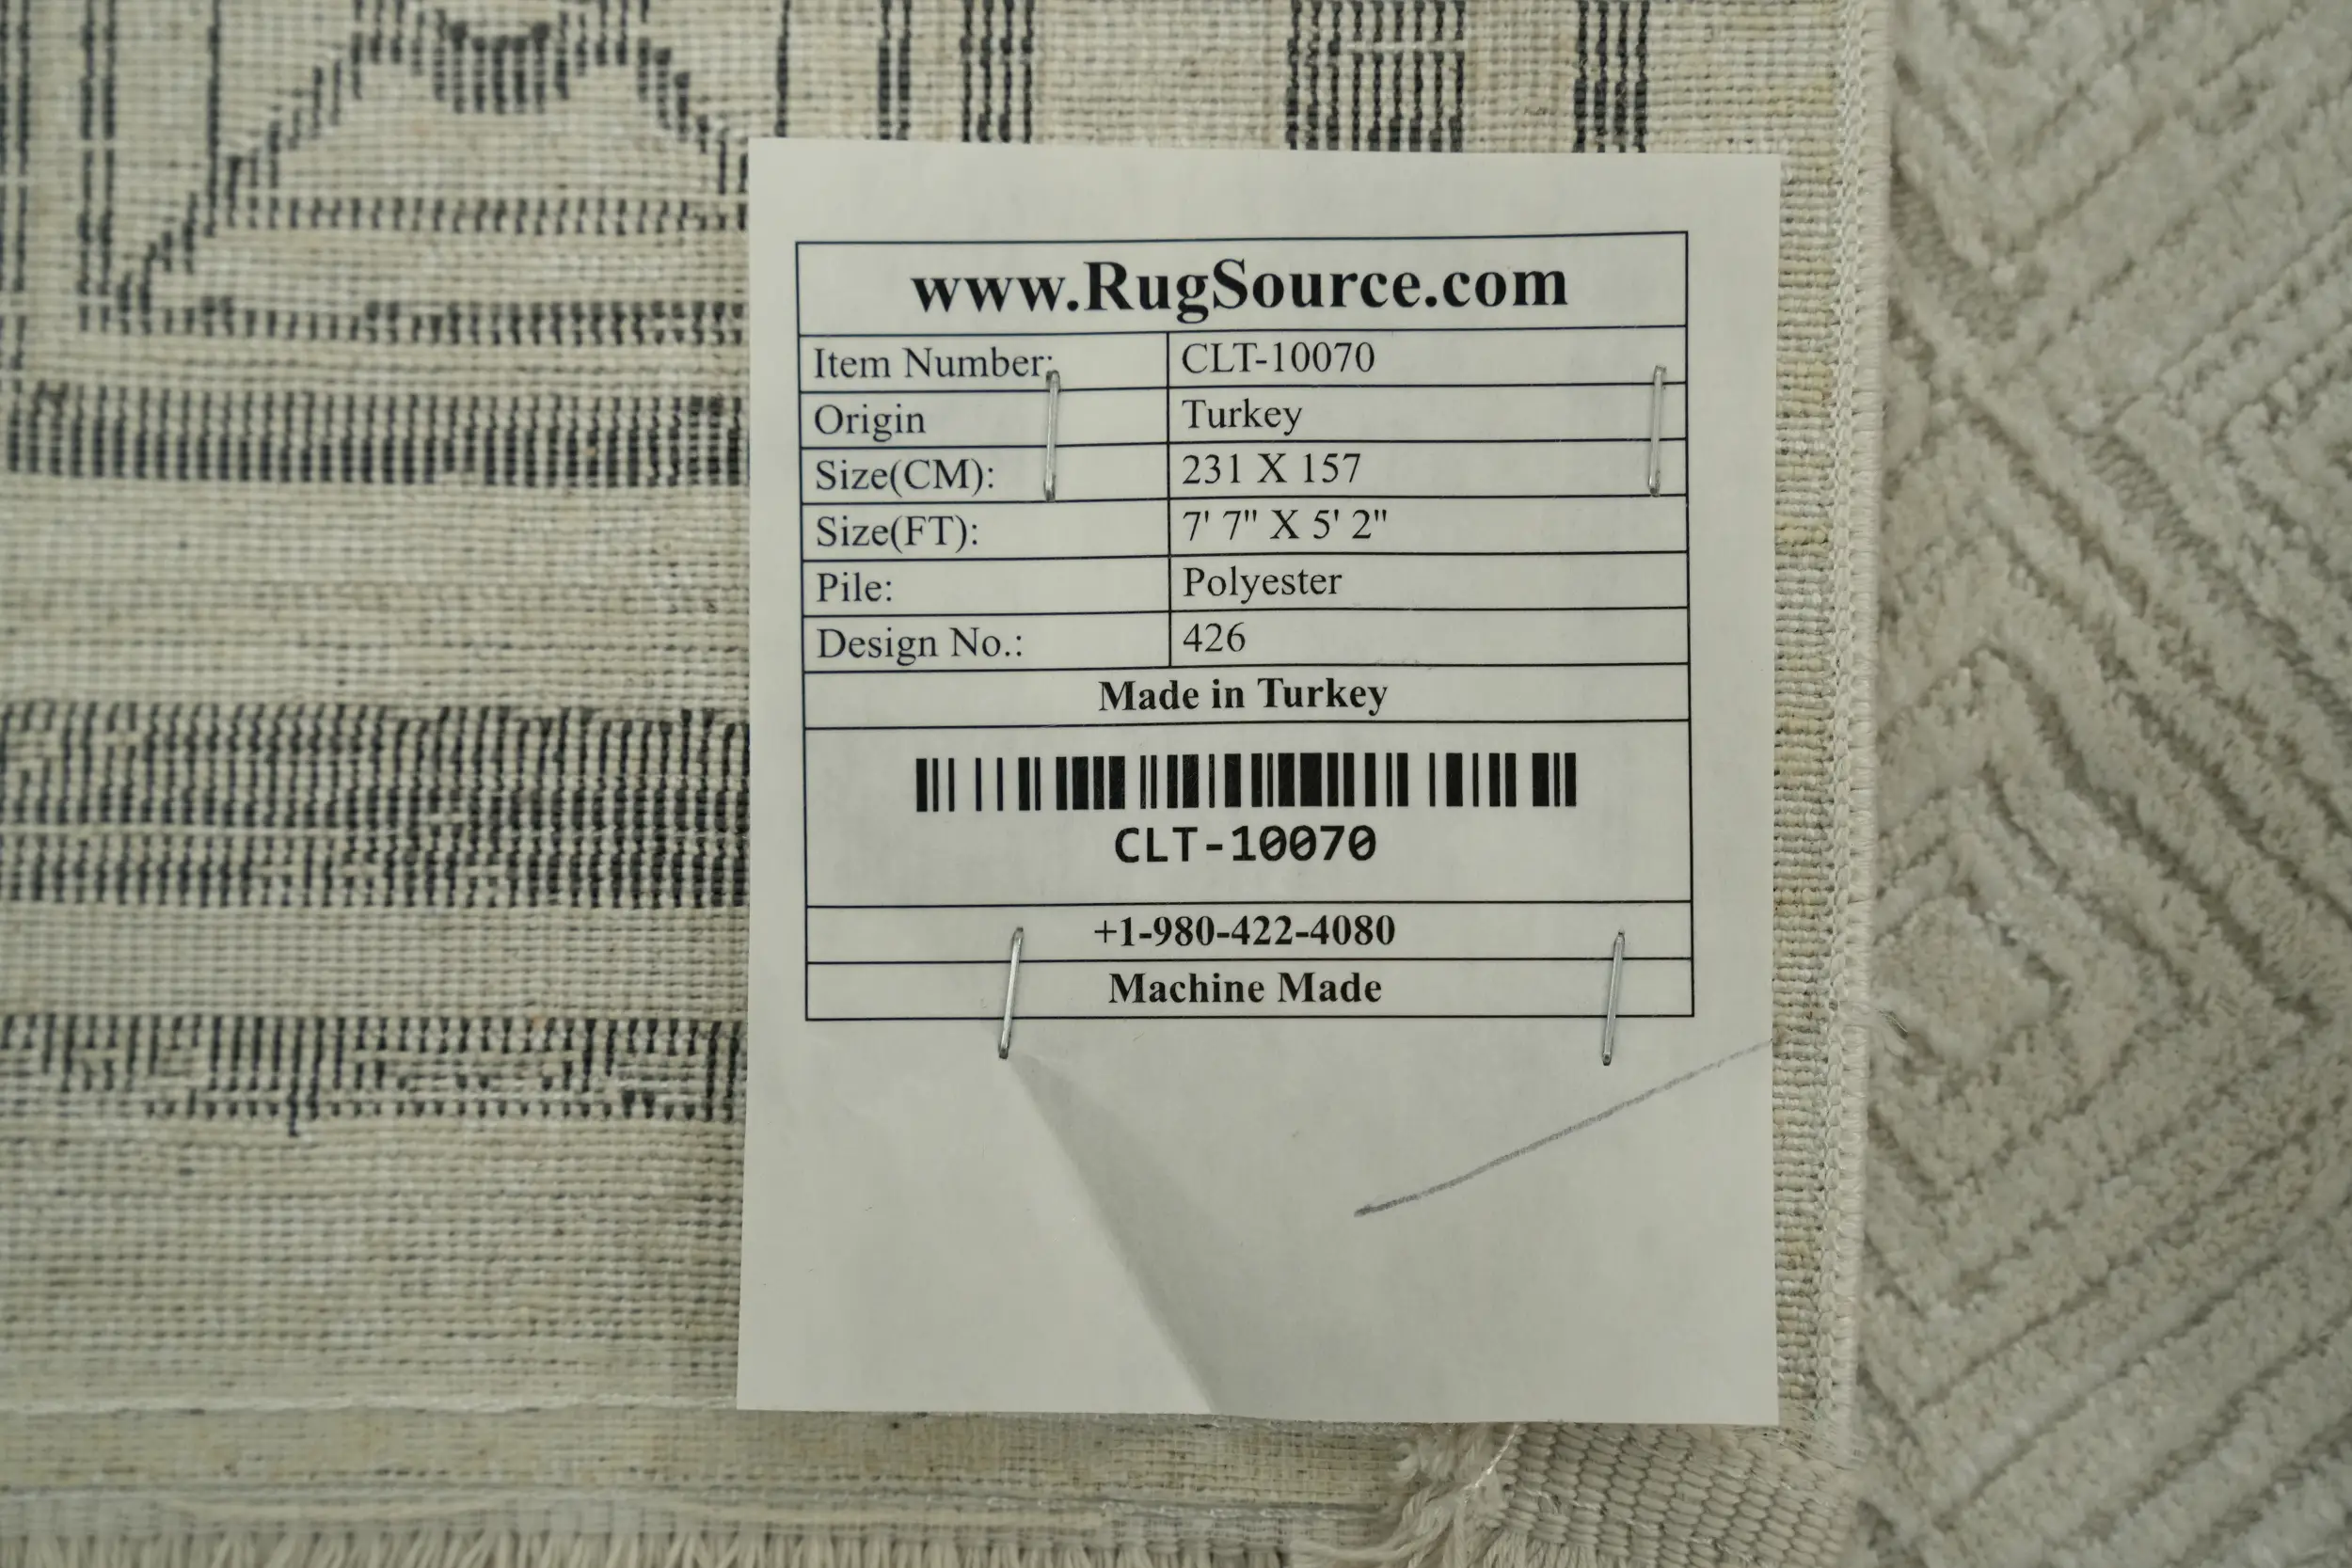 www.RugSource.com
Item Number: CLT-10070
Origin Turkey
Size(CM): 231 X 157
Size(FT): 7' 7" X 5' 2"
Pile: Polyester
Design No.: 426
Made in Turkey
CLT-10070
+1-980-422-4080
Machine Made